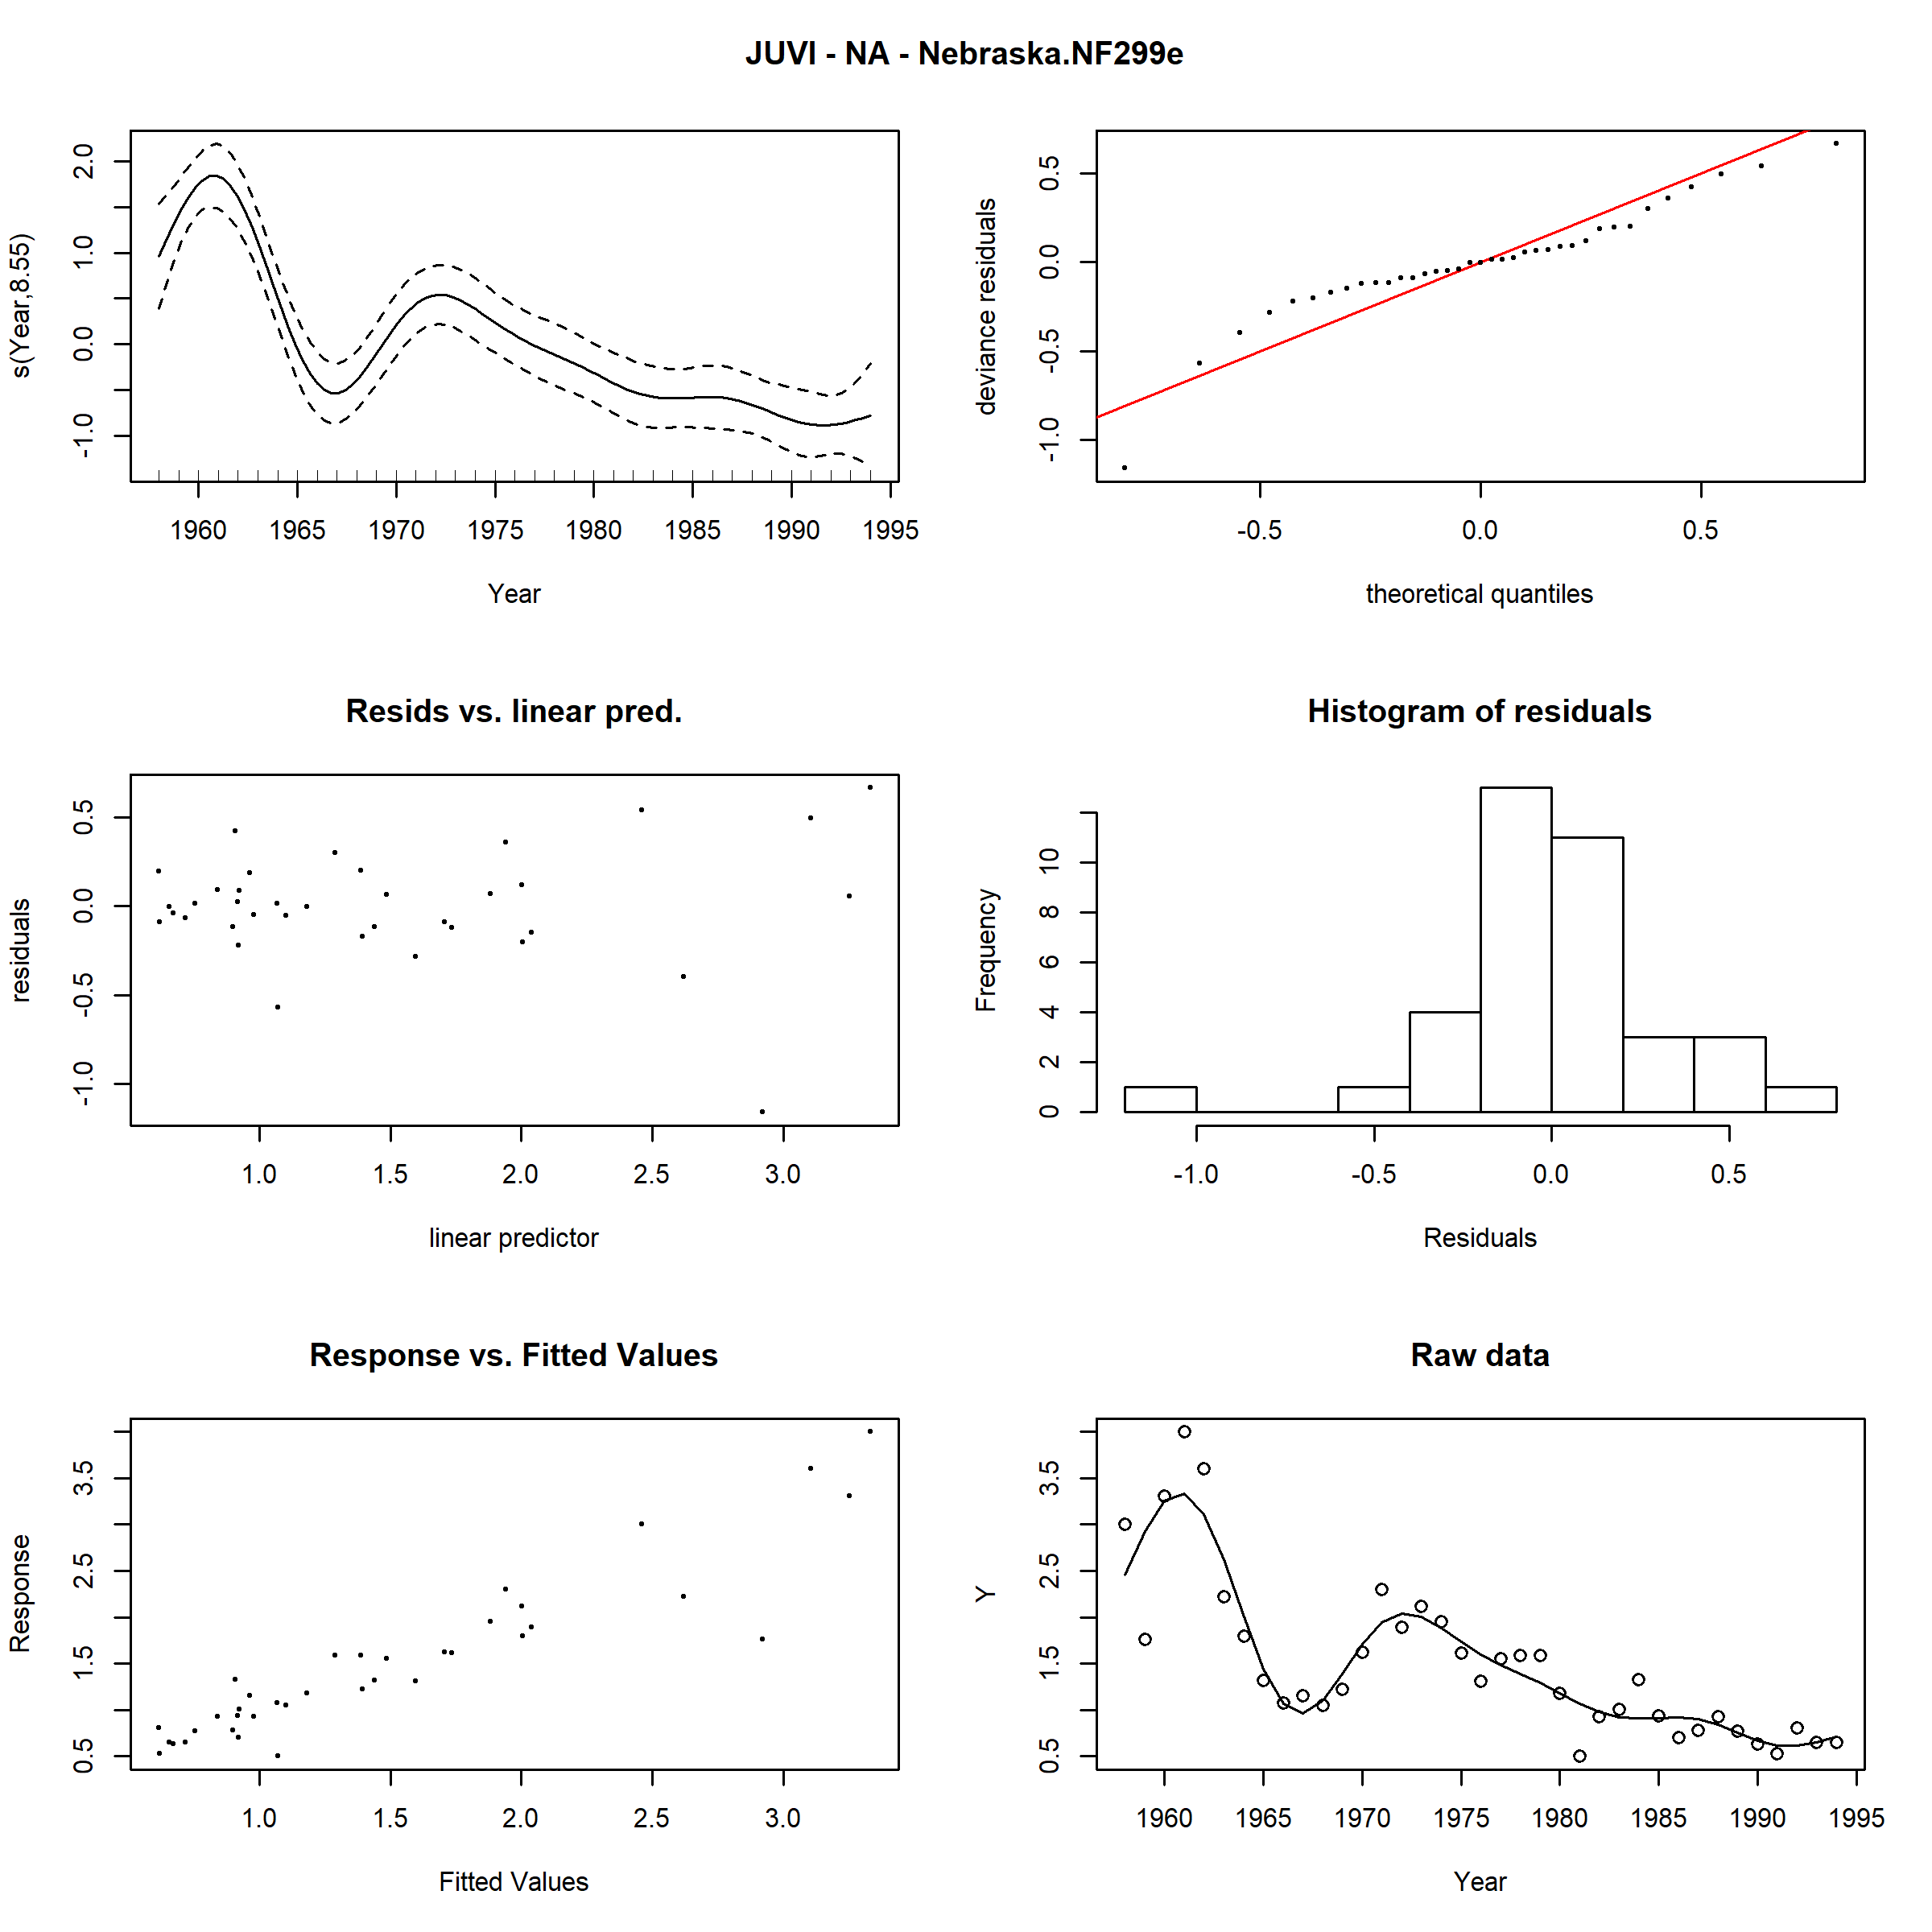 JUVI - NA - Nebraska.NF299e
s(Year,8.55)
2.0
1.0
0.0
-1.0
1960 1965 1970 1975 1980 1985 1990 1995
Year
deviance residuals
0.5
0.0
-0.5
-1.0
-0.5 0.0 0.5
theoretical quantiles
Resids vs. linear pred.
residuals
0.5
0.0
-0.5
-1.0
1.0 1.5 2.0 2.5 3.0
linear predictor
Histogram of residuals
Frequency
10
8
6
4
2
0
-1.0 -0.5 0.0 0.5
Residuals
Response vs. Fitted Values
Response
3.5
2.5
1.5
0.5
1.0 1.5 2.0 2.5 3.0
Fitted Values
Raw data
Y
3.5
2.5
1.5
0.5
1960 1965 1970 1975 1980 1985 1990 1995
Year